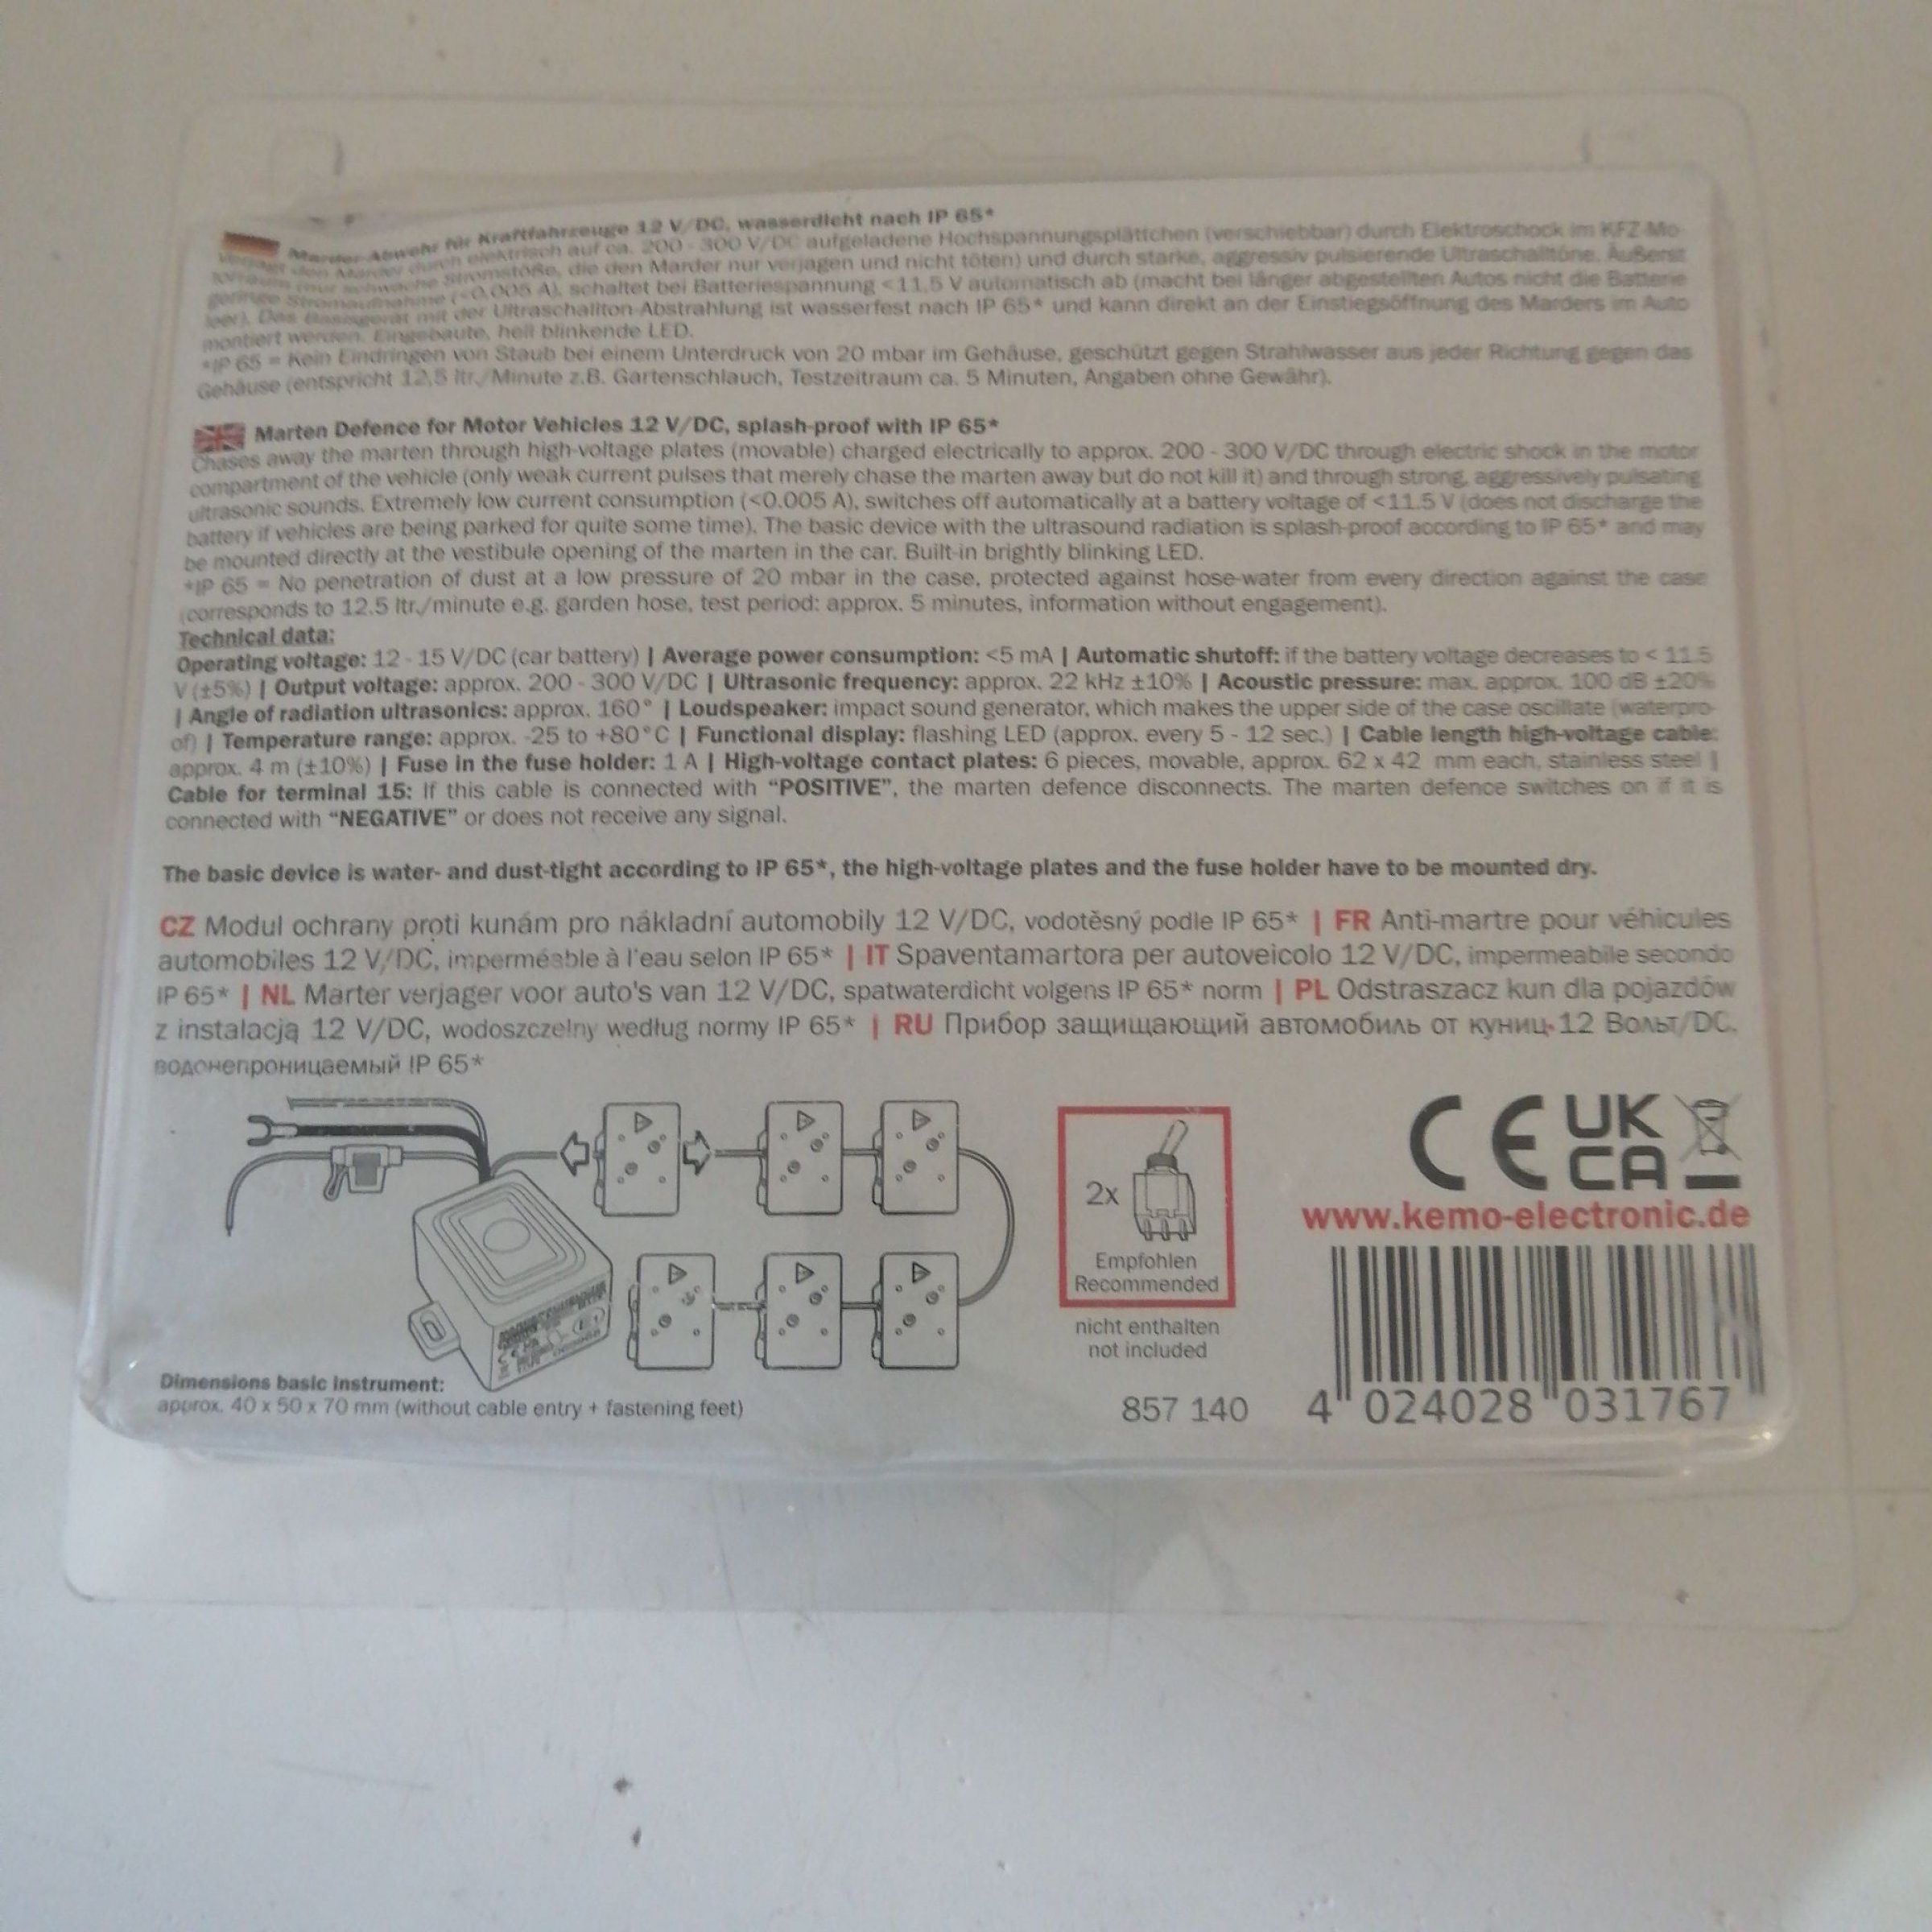 Marder-Abwehr für Kraftfahrzeuge 12 V/DC, wasserdicht nach IP 65*
Verjagt den Marder durch elektrisch auf ca. 200 - 300 V/DC aufgeladene Hochspannungsplättchen (verschiebbar) durch Elektroschock im KFZ-Mo-
torraum (nur schwache Stromstöße, die den Marder nur verjagen und nicht töten) und durch starke, aggressiv pulsierende Ultraschalltöne. Äußerst
geringe Stromaufnahme (<0.005 A), schaltet bei Batteriespannung <11,5 V automatisch ab (macht bei länger abgestellten Autos nicht die Batterie
leer). Das Basisgerät mit der Ultraschallton-Abstrahlung ist wasserfest nach IP 65* und kann direkt an der Einstiegsöffnung des Marders im Auto
montiert werden. Eingebaute, hell blinkende LED.
*IP 65 = Kein Eindringen von Staub bei einem Unterdruck von 20 mbar im Gehäuse, geschützt gegen Strahlwasser aus jeder Richtung gegen das
Gehäuse (entspricht 12,5 ltr./Minute z.B. Gartenschlauch, Testzeitraum ca. 5 Minuten, Angaben ohne Gewähr).
Marten Defence for Motor Vehicles 12 V/DC, splash-proof with IP 65*
Chases away the marten through high-voltage plates (movable) charged electrically to approx. 200 - 300 V/DC through electric shock in the motor
compartment of the vehicle (only weak current pulses that merely chase the marten away but do not kill it) and through strong, aggressively pulsating
ultrasonic sounds. Extremely low current consumption (<0.005 A), switches off automatically at a battery voltage of <11.5 V (does not discharge the
battery if vehicles are being parked for quite some time). The basic device with the ultrasound radiation is splash-proof according to IP 65* and may
be mounted directly at the vestibule opening of the marten in the car. Built-in brightly blinking LED.
*IP 65 = No penetration of dust at a low pressure of 20 mbar in the case, protected against hose-water from every direction against the case
(corresponds to 12.5 ltr./minute e.g. garden hose, test period: approx. 5 minutes, information without engagement).
Technical data:
Operating voltage: 12 - 15 V/DC (car battery) | Average power consumption: <5 mA | Automatic shutoff: if the battery voltage decreases to < 11.5
V (±5%) | Output voltage: approx. 200 - 300 V/DC | Ultrasonic frequency: approx. 22 kHz ±10% | Acoustic pressure: max. approx. 100 dB ±20%
| Angle of radiation ultrasonics: approx. 160° | Loudspeaker: impact sound generator, which makes the upper side of the case oscillate (waterpro-
of) | Temperature range: approx. -25 to +80°C | Functional display: flashing LED (approx. every 5 - 12 sec.) | Cable length high-voltage cable:
approx. 4 m (±10%) | Fuse in the fuse holder: 1 A | High-voltage contact plates: 6 pieces, movable, approx. 62 x 42 mm each, stainless steel |
Cable for terminal 15: If this cable is connected with “POSITIVE”, the marten defence disconnects. The marten defence switches on if it is
connected with “NEGATIVE” or does not receive any signal.
The basic device is water- and dust-tight according to IP 65*, the high-voltage plates and the fuse holder have to be mounted dry.
CZ Modul ochrany proti kunám pro nákladní automobily 12 V/DC, vodotěsný podle IP 65* | FR Anti-martre pour véhicules
automobiles 12 V/DC, imperméable à l'eau selon IP 65* | IT Spaventamartora per autoveicolo 12 V/DC, impermeabile secondo
IP 65* | NL Marter verjager voor auto's van 12 V/DC, spatwaterdicht volgens IP 65* norm | PL Odstraszacz kun dla pojazdów
z instalacją 12 V/DC, wodoszczelny według normy IP 65* | RU Прибор защищающий автомобиль от куниц-12 Вольт/DC,
водонепроницаемый IP 65*
2x
Empfohlen
Recommended
nicht enthalten
not included
CE UK
CA
www.kemo-electronic.de
Dimensions basic instrument:
approx. 40 x 50 x 70 mm (without cable entry + fastening feet)
857 140
4 024028 031767